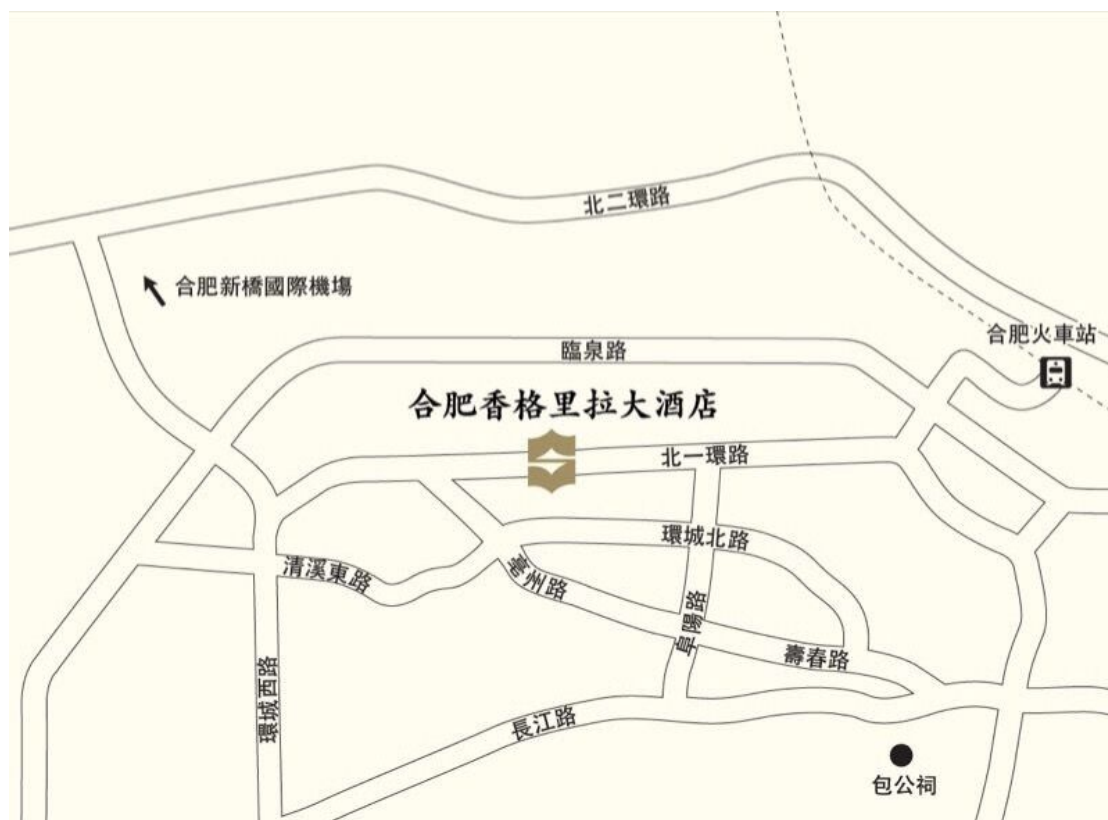 北二環路
合肥新橋國際機塲
合肥火車站
臨泉路
合肥香格里拉大酒店
北一環路
環城北路
清溪東路
亳州路
阜陽路
壽春路
環城西路
長江路
包公祠